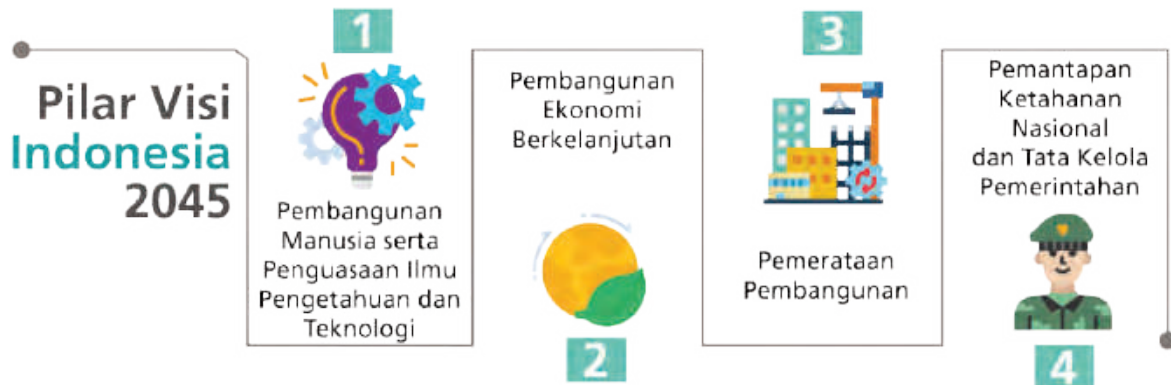 Pilar Visi
Indonesia
2045
1
Pembangunan
Manusia serta
Penguasaan Ilmu
Pengetahuan dan
Teknologi
Pembangunan
Ekonomi
Berkelanjutan
2
3
Pemerataan
Pembangunan
Pemantapan
Ketahanan
Nasional
dan Tata Kelola
Pemerintahan
4